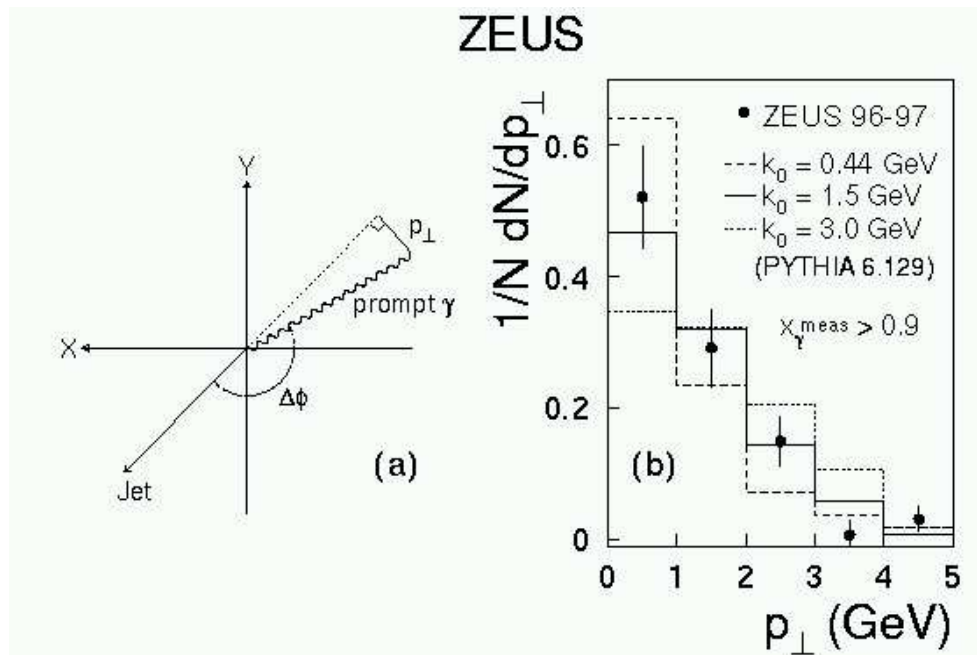 ZEUS
Y
X
p⊥
prompt γ
Δϕ
Jet
(a)
1/N dN/dp⊥
0.6
0.4
0.2
0
ZEUS 96-97
k₀ = 0.44 GeV
k₀ = 1.5 GeV
k₀ = 3.0 GeV
(PYTHIA 6.129)
xγ^meas > 0.9
(b)
0 1 2 3 4 5
p⊥ (GeV)